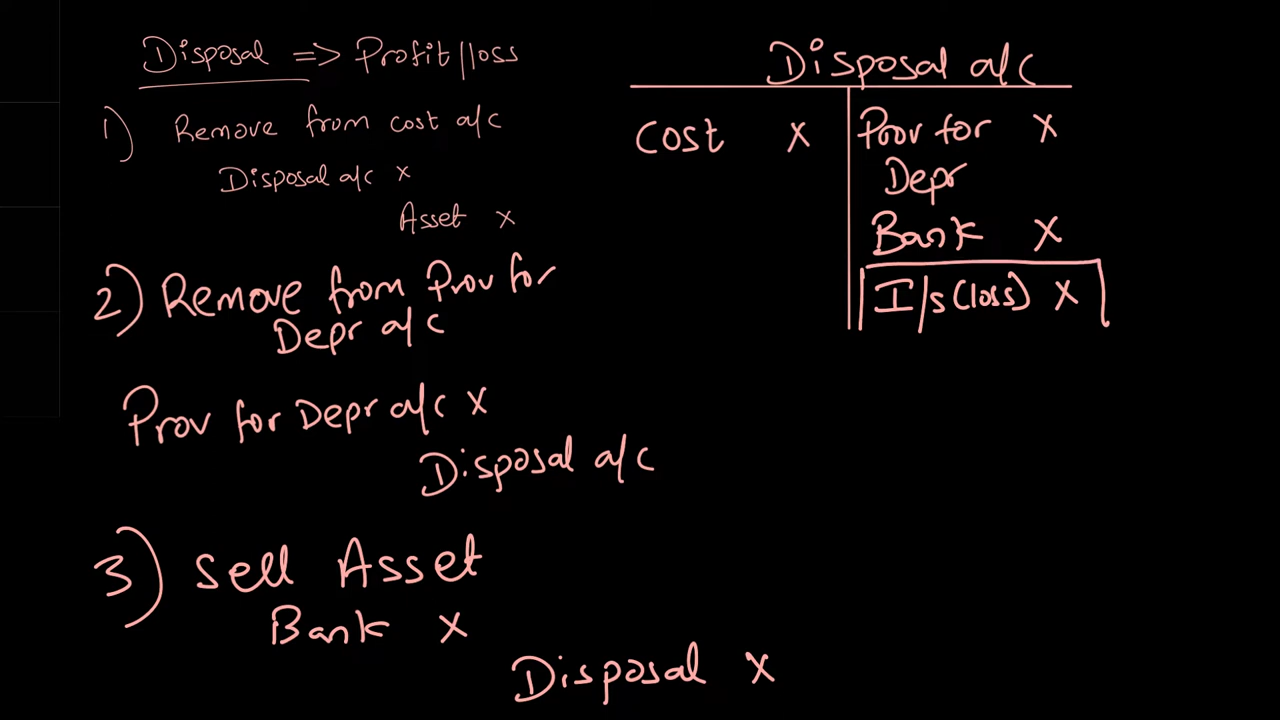 Disposal => Profit/loss
1) Remove from cost a/c
Disposal a/c x
Asset x
2) Remove from Prov for
Depr a/c
Prov for Depr a/c x
Disposal a/c
3) Sell Asset
Bank x
Disposal x
Disposal a/c
Cost x
Prov for x
Depr
Bank x
I/s (loss) x